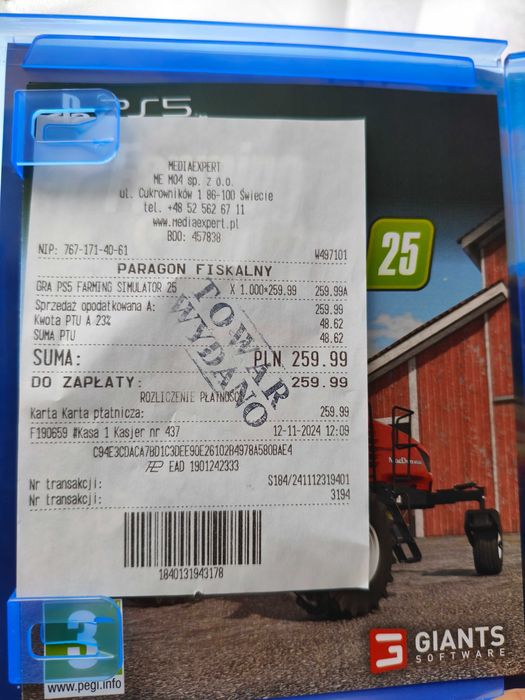 PS5
MEDIAEXPERT
ME M04 sp. z o.o.
ul. Cukrowników 1 86-100 Świecie
tel. +48 52 562 67 11
www.mediaexpert.pl
BDO: 457838
NIP: 767-171-40-61 W497101
PARAGON FISKALNY
GRA PS5 FARMING SIMULATOR 25 X 1.000×259.99 259.99A
Sprzedaż opodatkowana A: 259.99
Kwota PTU A 23% 48.62
SUMA PTU 48.62
SUMA: PLN 259.99
DO ZAPŁATY: 259.99
ROZLICZENIE PŁATNOŚCI
Karta Karta płatnicza: 259.99
F190659 #Kasa 1 Kasjer nr 437 12-11-2024 12:09
C94E3CDACA7BD1C3DEE90E26102B4978A580BAE4
EAD 1901242333
Nr transakcji: S184/241112319401
Nr transakcji: 3194
1840131943178
TOWAR
WYDANO
25
MacDon
3
www.pegi.info
GIANTS
SOFTWARE